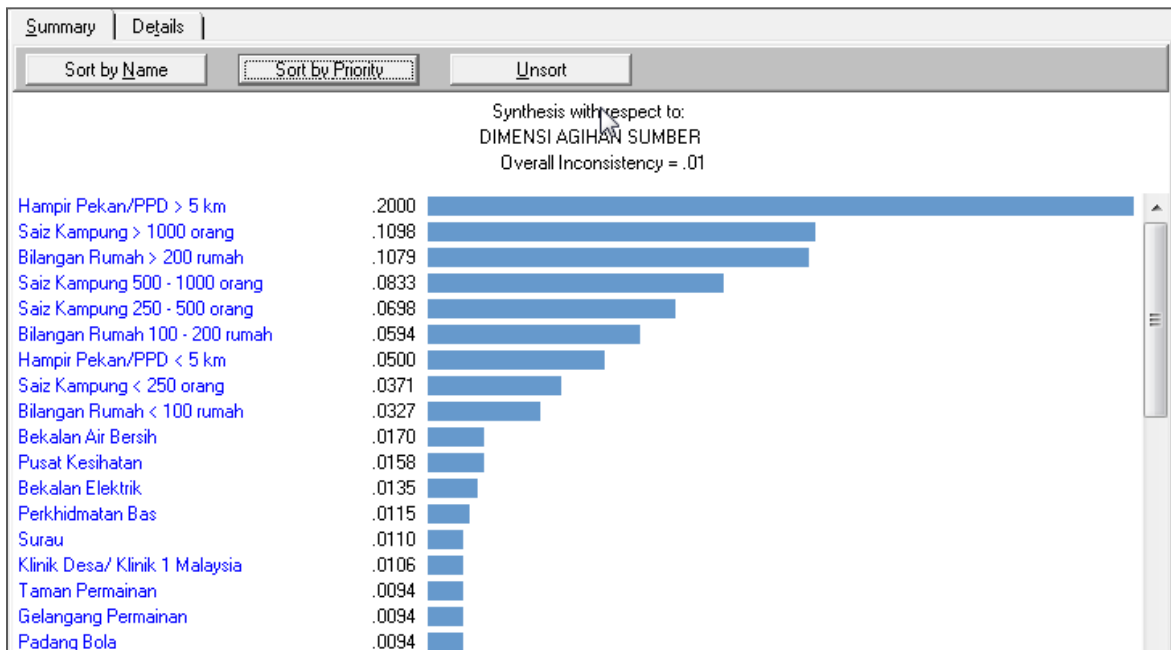 Summary Details
Sort by Name Sort by Priority Unsort
Synthesis with respect to:
DIMENSI AGIHAN SUMBER
Overall Inconsistency = .01
Hampir Pekan/PPD > 5 km .2000
Saiz Kampung > 1000 orang .1098
Bilangan Rumah > 200 rumah .1079
Saiz Kampung 500 - 1000 orang .0833
Saiz Kampung 250 - 500 orang .0698
Bilangan Rumah 100 - 200 rumah .0594
Hampir Pekan/PPD < 5 km .0500
Saiz Kampung < 250 orang .0371
Bilangan Rumah < 100 rumah .0327
Bekalan Air Bersih .0170
Pusat Kesihatan .0158
Bekalan Elektrik .0135
Perkhidmatan Bas .0115
Surau .0110
Klinik Desa/ Klinik 1 Malaysia .0106
Taman Permainan .0094
Gelangang Permainan .0094
Padang Bola .0094